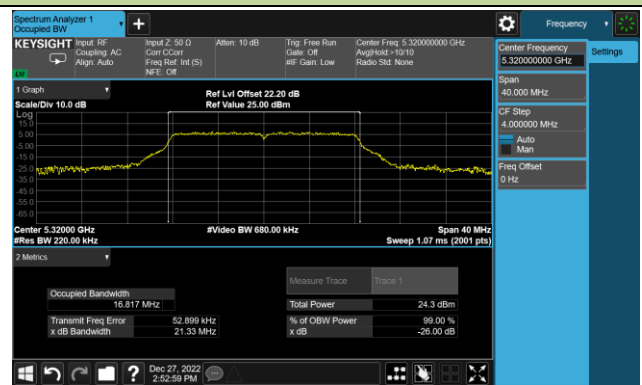 Spectrum Analyzer 1
Occupied BW
Frequency
KEYSIGHT
Input: RF
Coupling: AC
Align: Auto
Input Z: 50 Ω
Corr CCorr
Freq Ref: Int (S)
NFE: Off
Atten: 10 dB
Trig: Free Run
Gate: Off
#IF Gain: Low
Center Freq: 5.320000000 GHz
Avg|Hold:>10/10
Radio Std: None
Center Frequency
5.320000000 GHz
Settings
Span
40.000 MHz
CF Step
4.000000 MHz
Auto
Man
Freq Offset
0 Hz
1 Graph
Scale/Div 10.0 dB
Ref Lvl Offset 22.20 dB
Ref Value 25.00 dBm
Log
15.0
5.00
-5.00
-15.0
-25.0
-35.0
-45.0
-55.0
-65.0
Center 5.32000 GHz
#Video BW 680.00 kHz
Span 40 MHz
#Res BW 220.00 kHz
Sweep 1.07 ms (2001 pts)
2 Metrics
Measure Trace
Trace 1
Occupied Bandwidth
16.817 MHz
Total Power
24.3 dBm
Transmit Freq Error
52.899 kHz
% of OBW Power
99.00 %
x dB Bandwidth
21.33 MHz
x dB
-26.00 dB
?
Dec 27, 2022
2:52:59 PM